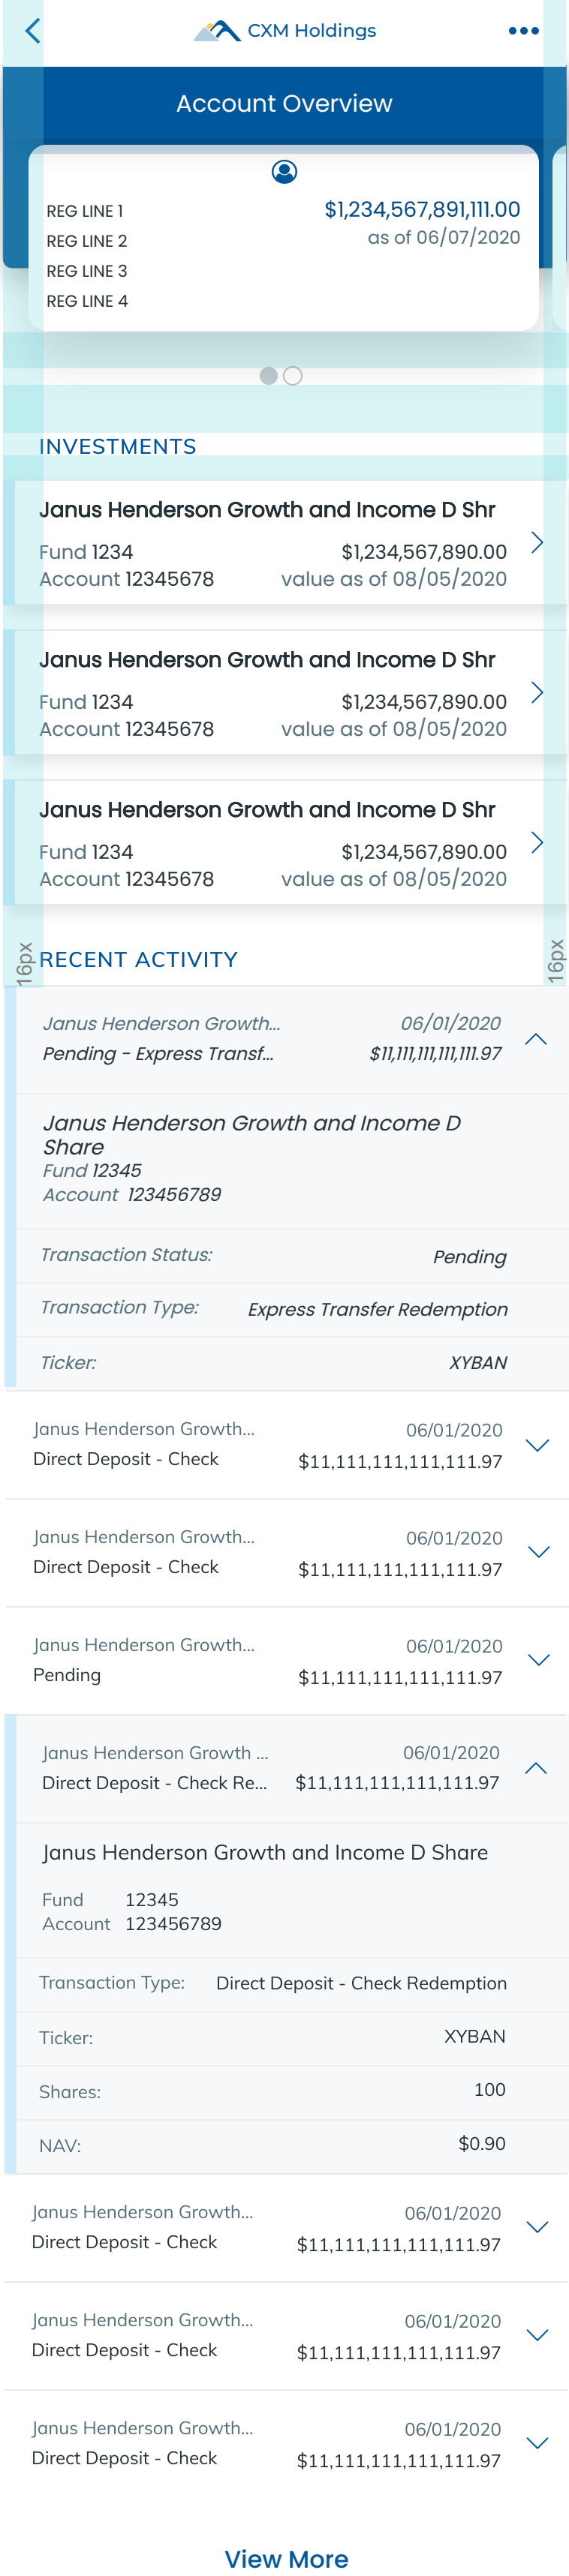 CXM Holdings
Account Overview
REG LINE 1
$1,234,567,891,111.00
REG LINE 2
as of 06/07/2020
REG LINE 3
REG LINE 4
INVESTMENTS
Janus Henderson Growth and Income D Shr
Fund 1234
$1,234,567,890.00
Account 12345678
value as of 08/05/2020
Janus Henderson Growth and Income D Shr
Fund 1234
$1,234,567,890.00
Account 12345678
value as of 08/05/2020
Janus Henderson Growth and Income D Shr
Fund 1234
$1,234,567,890.00
Account 12345678
value as of 08/05/2020
16px
RECENT ACTIVITY
16px
Janus Henderson Growth...
06/01/2020
Pending - Express Transf...
$11,111,111,111,111.97
Janus Henderson Growth and Income D
Share
Fund 12345
Account 123456789
Transaction Status:
Pending
Transaction Type:
Express Transfer Redemption
Ticker:
XYBAN
Janus Henderson Growth...
06/01/2020
Direct Deposit - Check
$11,111,111,111,111.97
Janus Henderson Growth...
06/01/2020
Direct Deposit - Check
$11,111,111,111,111.97
Janus Henderson Growth...
06/01/2020
Pending
$11,111,111,111,111.97
Janus Henderson Growth ...
06/01/2020
Direct Deposit - Check Re...
$11,111,111,111,111.97
Janus Henderson Growth and Income D Share
Fund 12345
Account 123456789
Transaction Type:
Direct Deposit - Check Redemption
Ticker:
XYBAN
Shares:
100
NAV:
$0.90
Janus Henderson Growth...
06/01/2020
Direct Deposit - Check
$11,111,111,111,111.97
Janus Henderson Growth...
06/01/2020
Direct Deposit - Check
$11,111,111,111,111.97
Janus Henderson Growth...
06/01/2020
Direct Deposit - Check
$11,111,111,111,111.97
View More